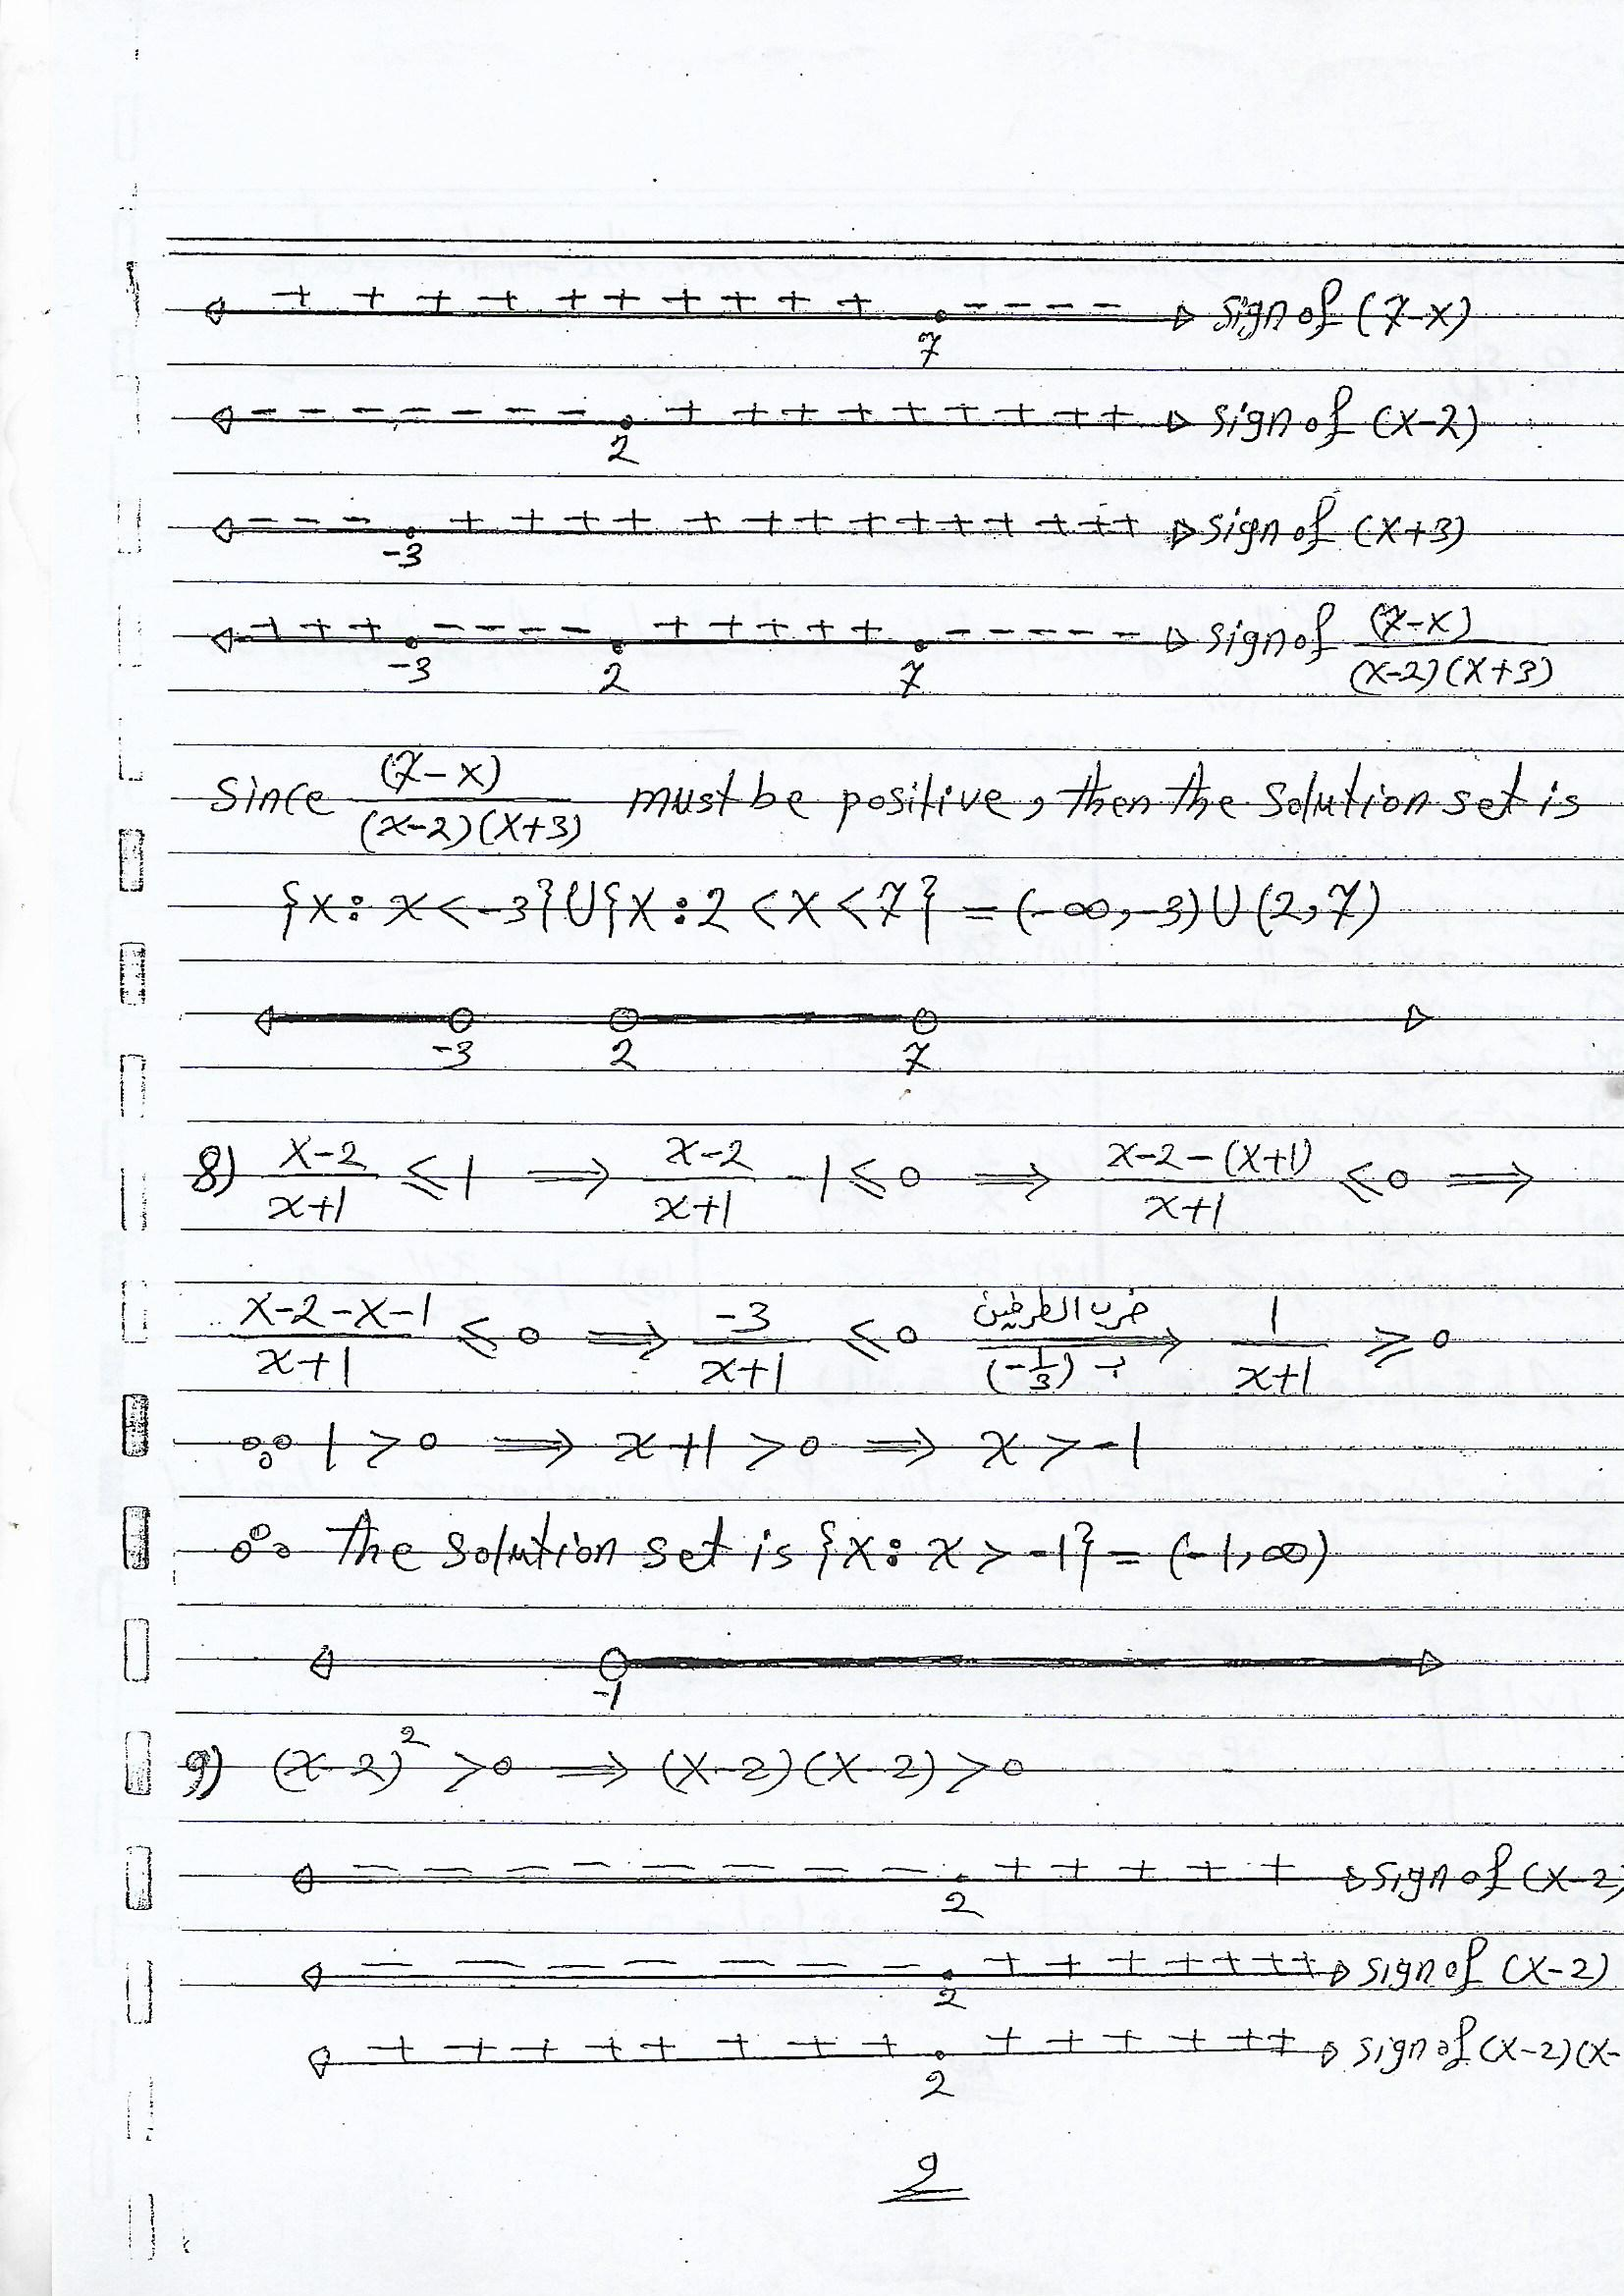 + + + + + + + + + + - - - - sign of (7-x)
7
- - - - - - - + + + + + + + + + sign of (x-2)
2
- - - + + + + + + + + + + + + + + sign of (x+3)
-3
+ + + - - - - + + + + + - - - - - sign of (7-x)/(x-2)(x+3)
-3 2 7
Since (7-x)/(x-2)(x+3) must be positive, then the solution set is
{x: x < -3} ∪ {x: 2 < x < 7} = (-∞, -3) ∪ (2, 7)
-3 2 7
8) (x-2)/(x+1) ≤ 1 ⟹ (x-2)/(x+1) - 1 ≤ 0 ⟹ (x-2-(x+1))/(x+1) ≤ 0 ⟹
(x-2-x-1)/(x+1) ≤ 0 ⟹ -3/(x+1) ≤ 0 ضرب الطرفين ب (-1/3) ⟹ 1/(x+1) ≥ 0
∵ 1 > 0 ⟹ x+1 > 0 ⟹ x > -1
∴ The solution set is {x: x > -1} = (-1, ∞)
-1
9) (x-2)² > 0 ⟹ (x-2)(x-2) > 0
- - - - - - - - + + + + + sign of (x-2)
2
- - - - - - - + + + + + + + sign of (x-2)
2
+ + + + + + + + + + + + + + sign of (x-2)(x-
2
2